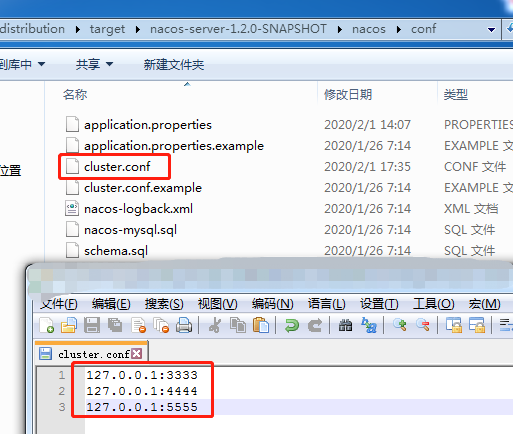 distribution ▸ target ▸ nacos-server-1.2.0-SNAPSHOT ▸ nacos ▸ conf
到库中 共享 新建文件夹
名称 修改日期 类型
application.properties 2020/2/1 14:07 PROPERTIES
application.properties.example 2020/1/26 7:14 EXAMPLE 文
位置 cluster.conf 2020/2/1 17:35 CONF 文件
cluster.conf.example 2020/1/26 7:14 EXAMPLE 文
nacos-logback.xml 2020/1/26 7:14 XML 文档
nacos-mysql.sql 2020/1/26 7:14 SQL 文件
schema.sql 2020/1/26 7:14 SQL 文件
文件(F) 编辑(E) 搜索(S) 视图(V) 编码(N) 语言(L) 设置(T) 工具(O) 宏(M)
cluster.conf
1 127.0.0.1:3333
2 127.0.0.1:4444
3 127.0.0.1:5555